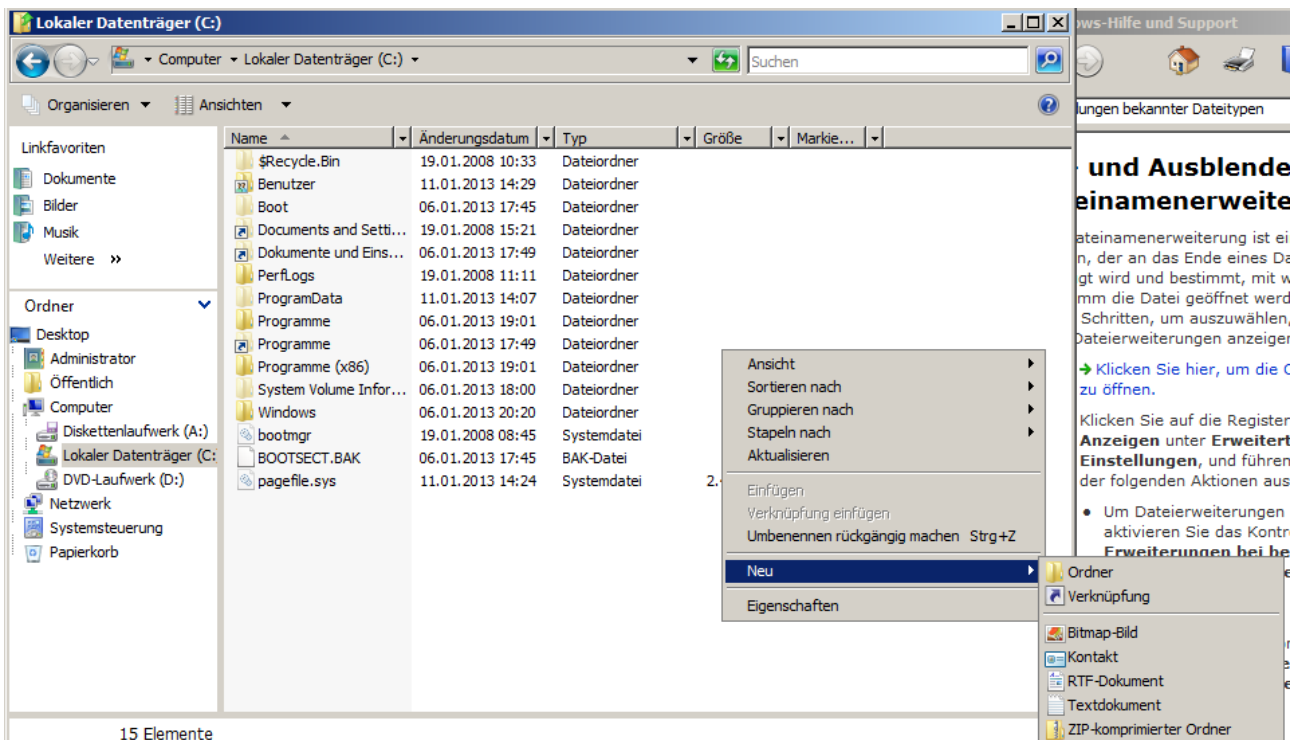 Lokaler Datenträger (C:)
Computer Lokaler Datenträger (C:)
Suchen
Organisieren Ansichten
Linkfavoriten
Dokumente
Bilder
Musik
Weitere »
Ordner
Desktop
Administrator
Öffentlich
Computer
Diskettenlaufwerk (A:)
Lokaler Datenträger (C:
DVD-Laufwerk (D:)
Netzwerk
Systemsteuerung
Papierkorb
Name Änderungsdatum Typ Größe Markie...
$Recycle.Bin 19.01.2008 10:33 Dateiordner
Benutzer 11.01.2013 14:29 Dateiordner
Boot 06.01.2013 17:45 Dateiordner
Documents and Setti... 19.01.2008 15:21 Dateiordner
Dokumente und Eins... 06.01.2013 17:49 Dateiordner
PerfLogs 19.01.2008 11:11 Dateiordner
ProgramData 11.01.2013 14:07 Dateiordner
Programme 06.01.2013 19:01 Dateiordner
Programme 06.01.2013 17:49 Dateiordner
Programme (x86) 06.01.2013 19:01 Dateiordner
System Volume Infor... 06.01.2013 18:00 Dateiordner
Windows 06.01.2013 20:20 Dateiordner
bootmgr 19.01.2008 08:45 Systemdatei
BOOTSECT.BAK 06.01.2013 17:45 BAK-Datei
pagefile.sys 11.01.2013 14:24 Systemdatei 2.
15 Elemente
Ansicht
Sortieren nach
Gruppieren nach
Stapeln nach
Aktualisieren
Einfügen
Verknüpfung einfügen
Umbenennen rückgängig machen Strg+Z
Neu
Eigenschaften
Ordner
Verknüpfung
Bitmap-Bild
Kontakt
RTF-Dokument
Textdokument
ZIP-komprimierter Ordner
ows-Hilfe und Support
lungen bekannter Dateitypen
und Ausblende
einamenerweite
ateinamenerweiterung ist ei
n, der an das Ende eines Da
gt wird und bestimmt, mit w
mm die Datei geöffnet werd
Schritten, um auszuwählen,
Dateierweiterungen anzeigen
Klicken Sie hier, um die
zu öffnen.
Klicken Sie auf die Register
Anzeigen unter Erweitert
Einstellungen, und führen
der folgenden Aktionen aus
• Um Dateierweiterungen
aktivieren Sie das Kontr
Erweiterungen bei be